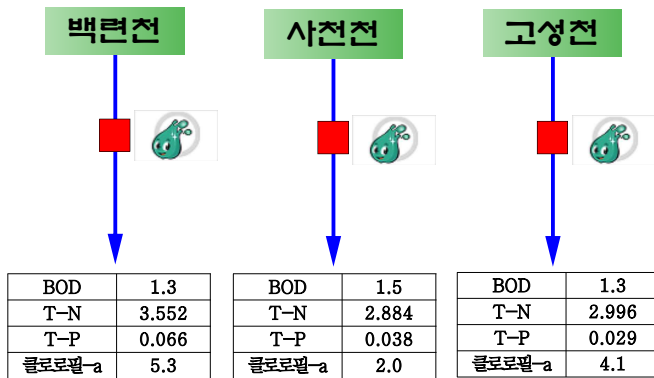 백련천
사천천
고성천
BOD 1.3
T-N 3.552
T-P 0.066
클로로필-a 5.3
BOD 1.5
T-N 2.884
T-P 0.038
클로로필-a 2.0
BOD 1.3
T-N 2.996
T-P 0.029
클로로필-a 4.1